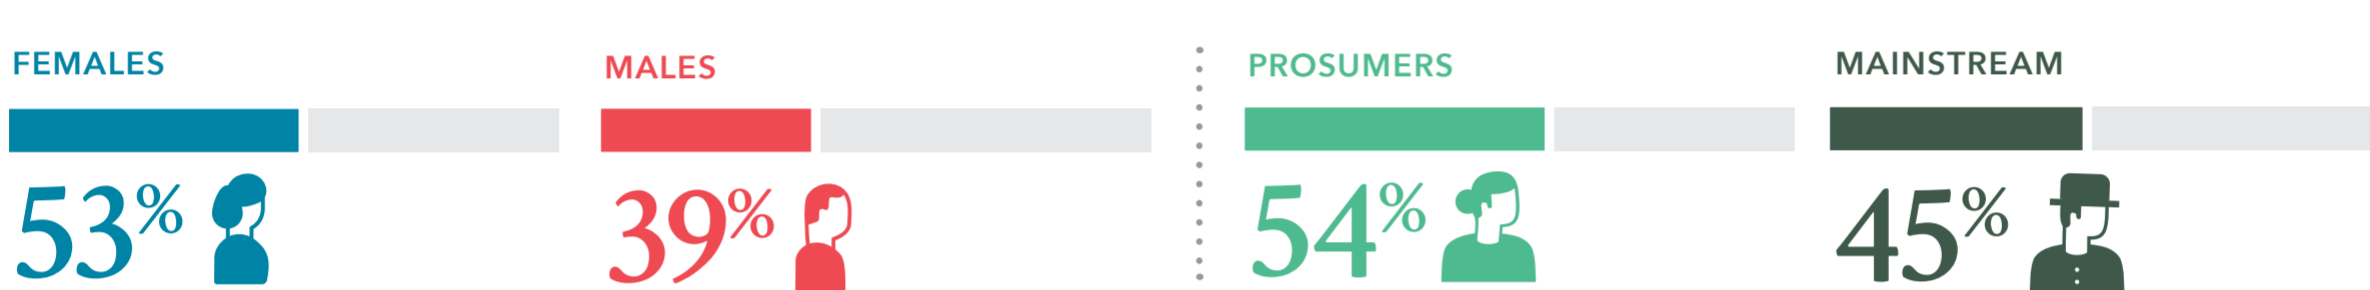 FEMALES
53%
MALES
39%
PROSUMERS
54%
MAINSTREAM
45%